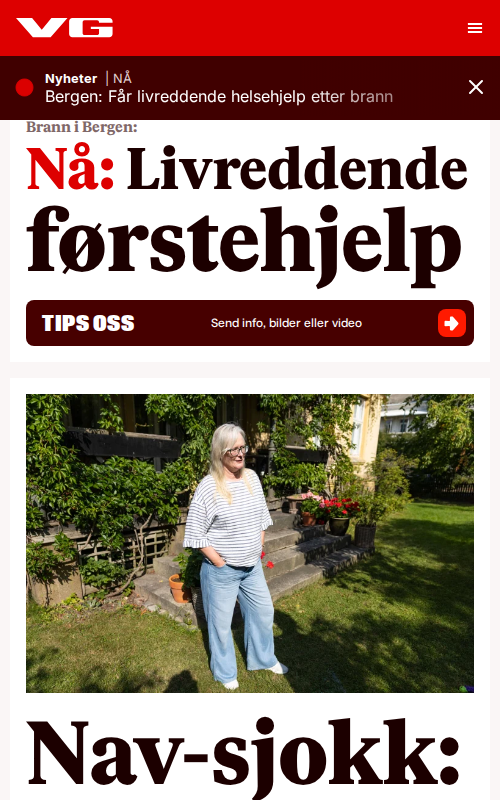 VG
Nyheter | NÅ
Bergen: Får livreddende helsehjelp etter brann
Brann i Bergen:
Nå: Livreddende
førstehjelp
TIPS OSS
Send info, bilder eller video
Nav-sjokk: